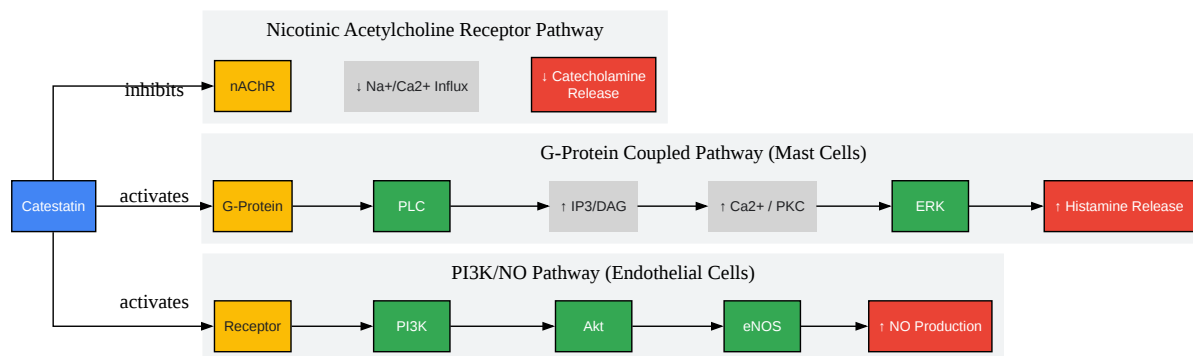 Nicotinic Acetylcholine Receptor Pathway
inhibits
nAChR
↓ Na+/Ca2+ Influx
↓ Catecholamine
Release
G-Protein Coupled Pathway (Mast Cells)
Catestatin
activates
G-Protein
PLC
↑ IP3/DAG
↑ Ca2+ / PKC
ERK
↑ Histamine Release
PI3K/NO Pathway (Endothelial Cells)
activates
Receptor
PI3K
Akt
eNOS
↑ NO Production